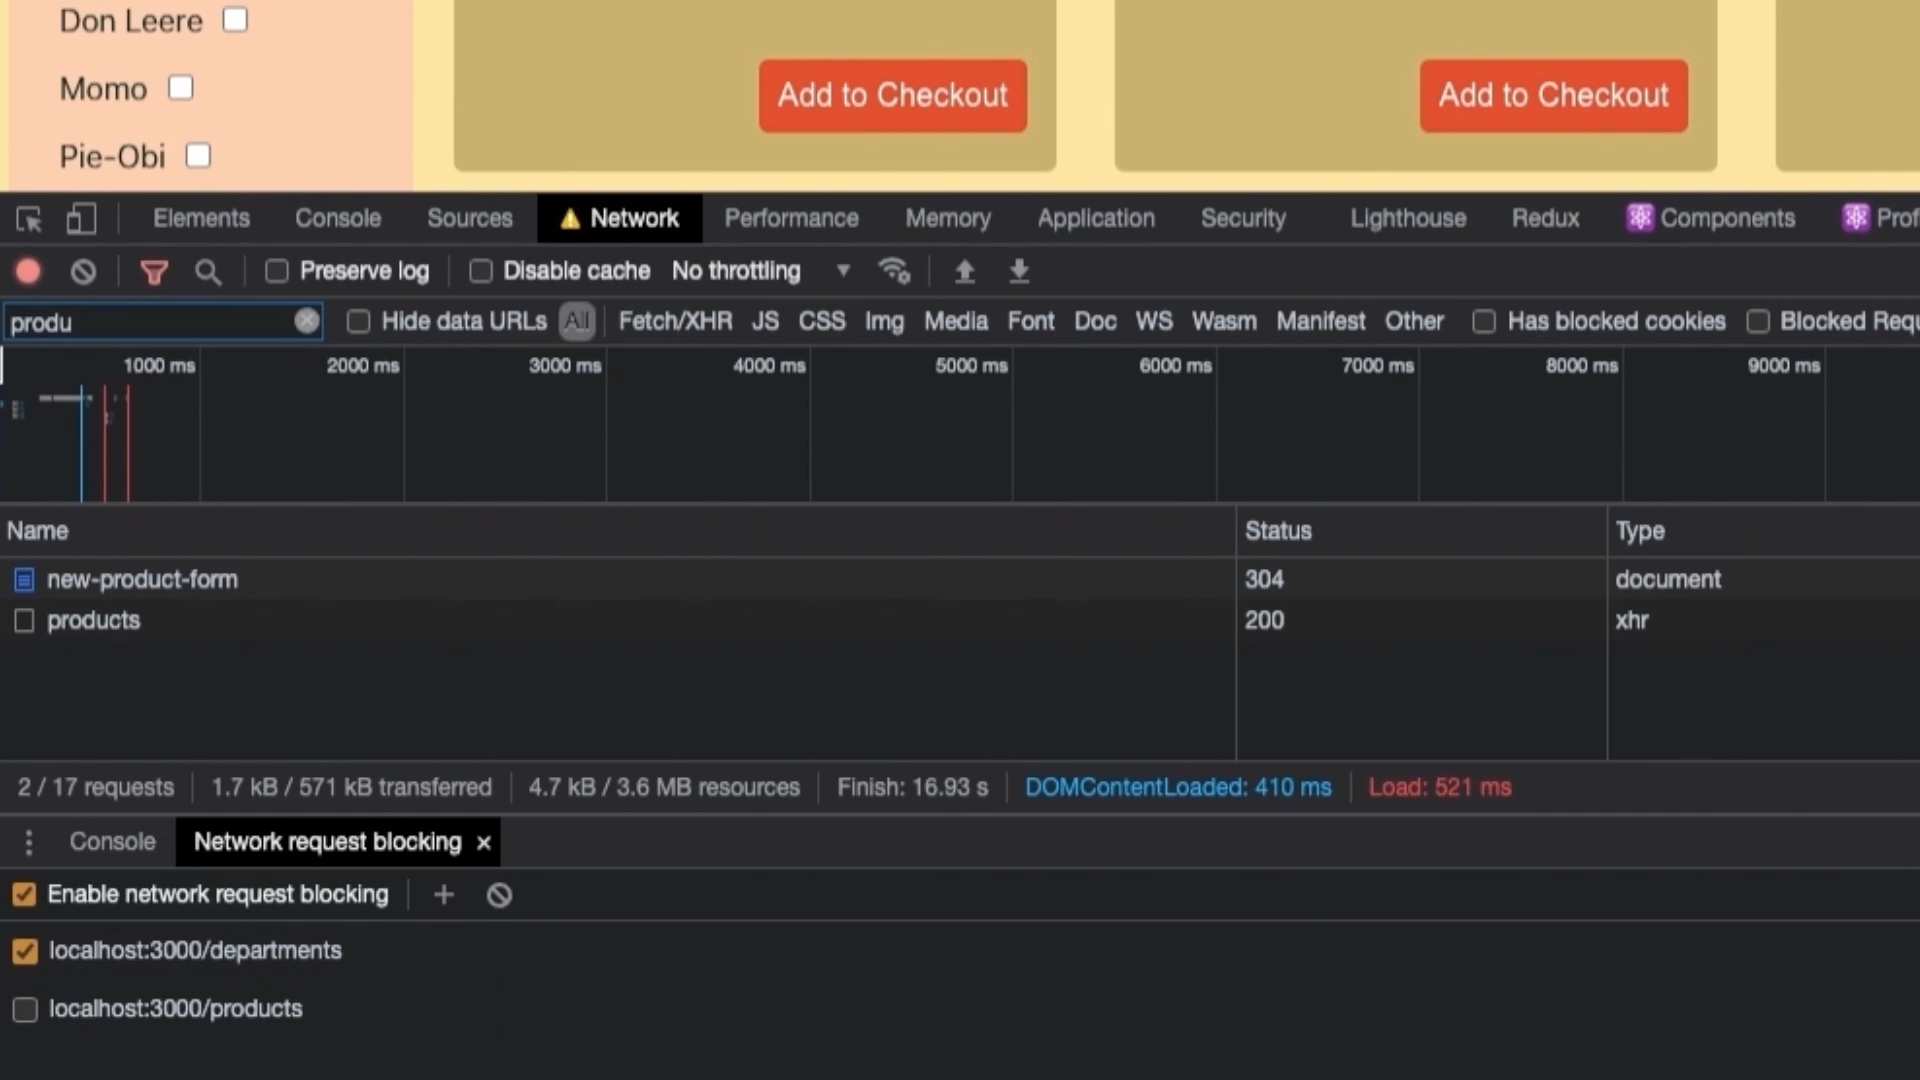 Don Leere
Momo
Pie-Obi
Add to Checkout
Add to Checkout
Elements Console Sources Network Performance Memory Application Security Lighthouse Redux Components Prof
Preserve log Disable cache No throttling
produ Hide data URLs All Fetch/XHR JS CSS Img Media Font Doc WS Wasm Manifest Other Has blocked cookies Blocked Requ
1000 ms 2000 ms 3000 ms 4000 ms 5000 ms 6000 ms 7000 ms 8000 ms 9000 ms
Name Status Type
new-product-form 304 document
products 200 xhr
2 / 17 requests 1.7 kB / 571 kB transferred 4.7 kB / 3.6 MB resources Finish: 16.93 s DOMContentLoaded: 410 ms Load: 521 ms
Console Network request blocking ×
Enable network request blocking
localhost:3000/departments
localhost:3000/products